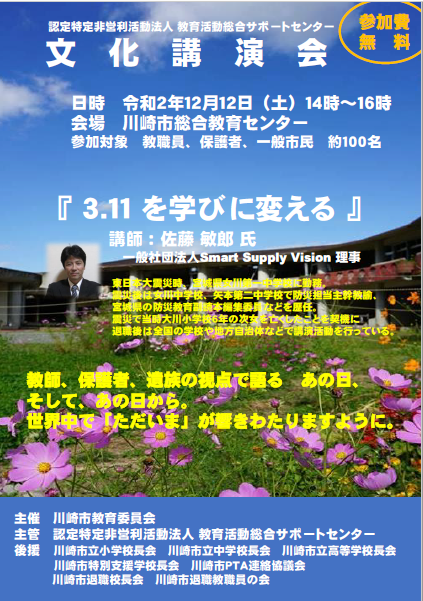 認定特定非営利活動法人 教育活動総合サポートセンター
文化講演会
参加費
無料
日時　令和2年12月12日（土）14時～16時
会場　川崎市総合教育センター
参加対象　教職員、保護者、一般市民　約100名
『 3.11 を学びに変える 』
講師：佐藤 敏郎 氏
一般社団法人Smart Supply Vision 理事
東日本大震災時、宮城県女川第一中学校に勤務。
震災後は女川中学校、矢本第二中学校で防災担当主幹教諭、
宮城県の防災教育副読本編集委員などを歴任。
震災で当時大川小学校6年の次女を亡くしたことを契機に
退職後は全国の学校や地方自治体などで講演活動を行っている。
教師、保護者、遺族の視点で語る　あの日、
そして、あの日から。
世界中で「ただいま」が響きわたりますように。
主催　川崎市教育委員会
主管　認定特定非営利活動法人 教育活動総合サポートセンター
後援　川崎市立小学校長会　川崎市立中学校長会　川崎市立高等学校長会
川崎市特別支援学校長会　川崎市PTA連絡協議会
川崎市退職校長会　川崎市退職教職員の会